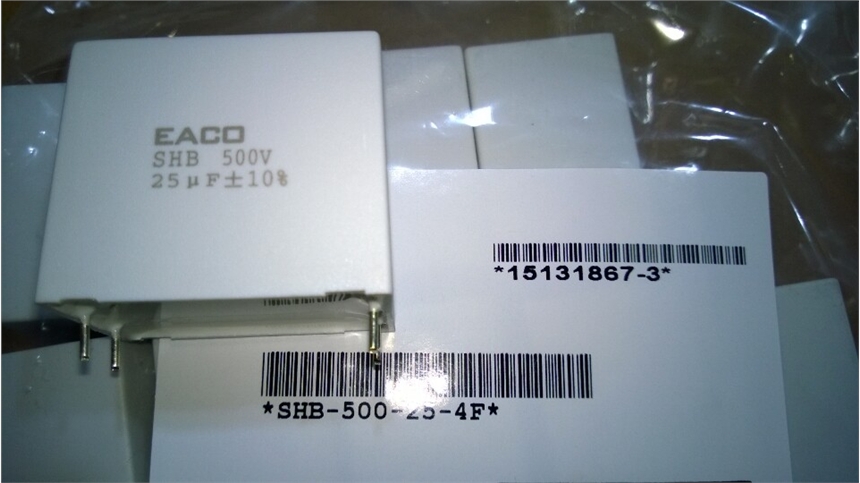 EACO
SHB 500V
25µF±10%
*15131867-3*
*SHB-500-25-4F*